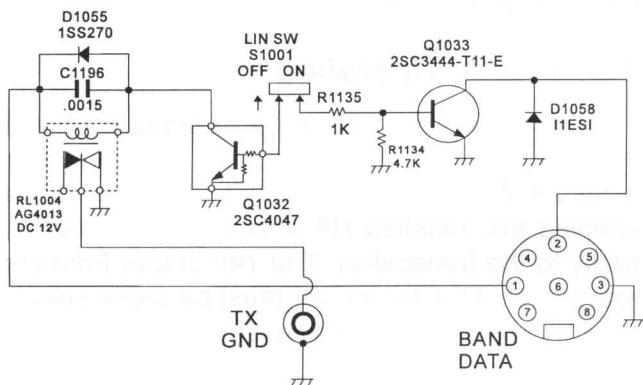 D1055
1SS270
C1196
.0015
RL1004
AG4013
DC 12V
LIN SW
S1001
OFF ON
Q1032
2SC4047
R1135
1K
R1134
4.7K
Q1033
2SC3444-T11-E
D1058
I1ESI
TX
GND
BAND
DATA
2
4
5
1
6
3
7
8